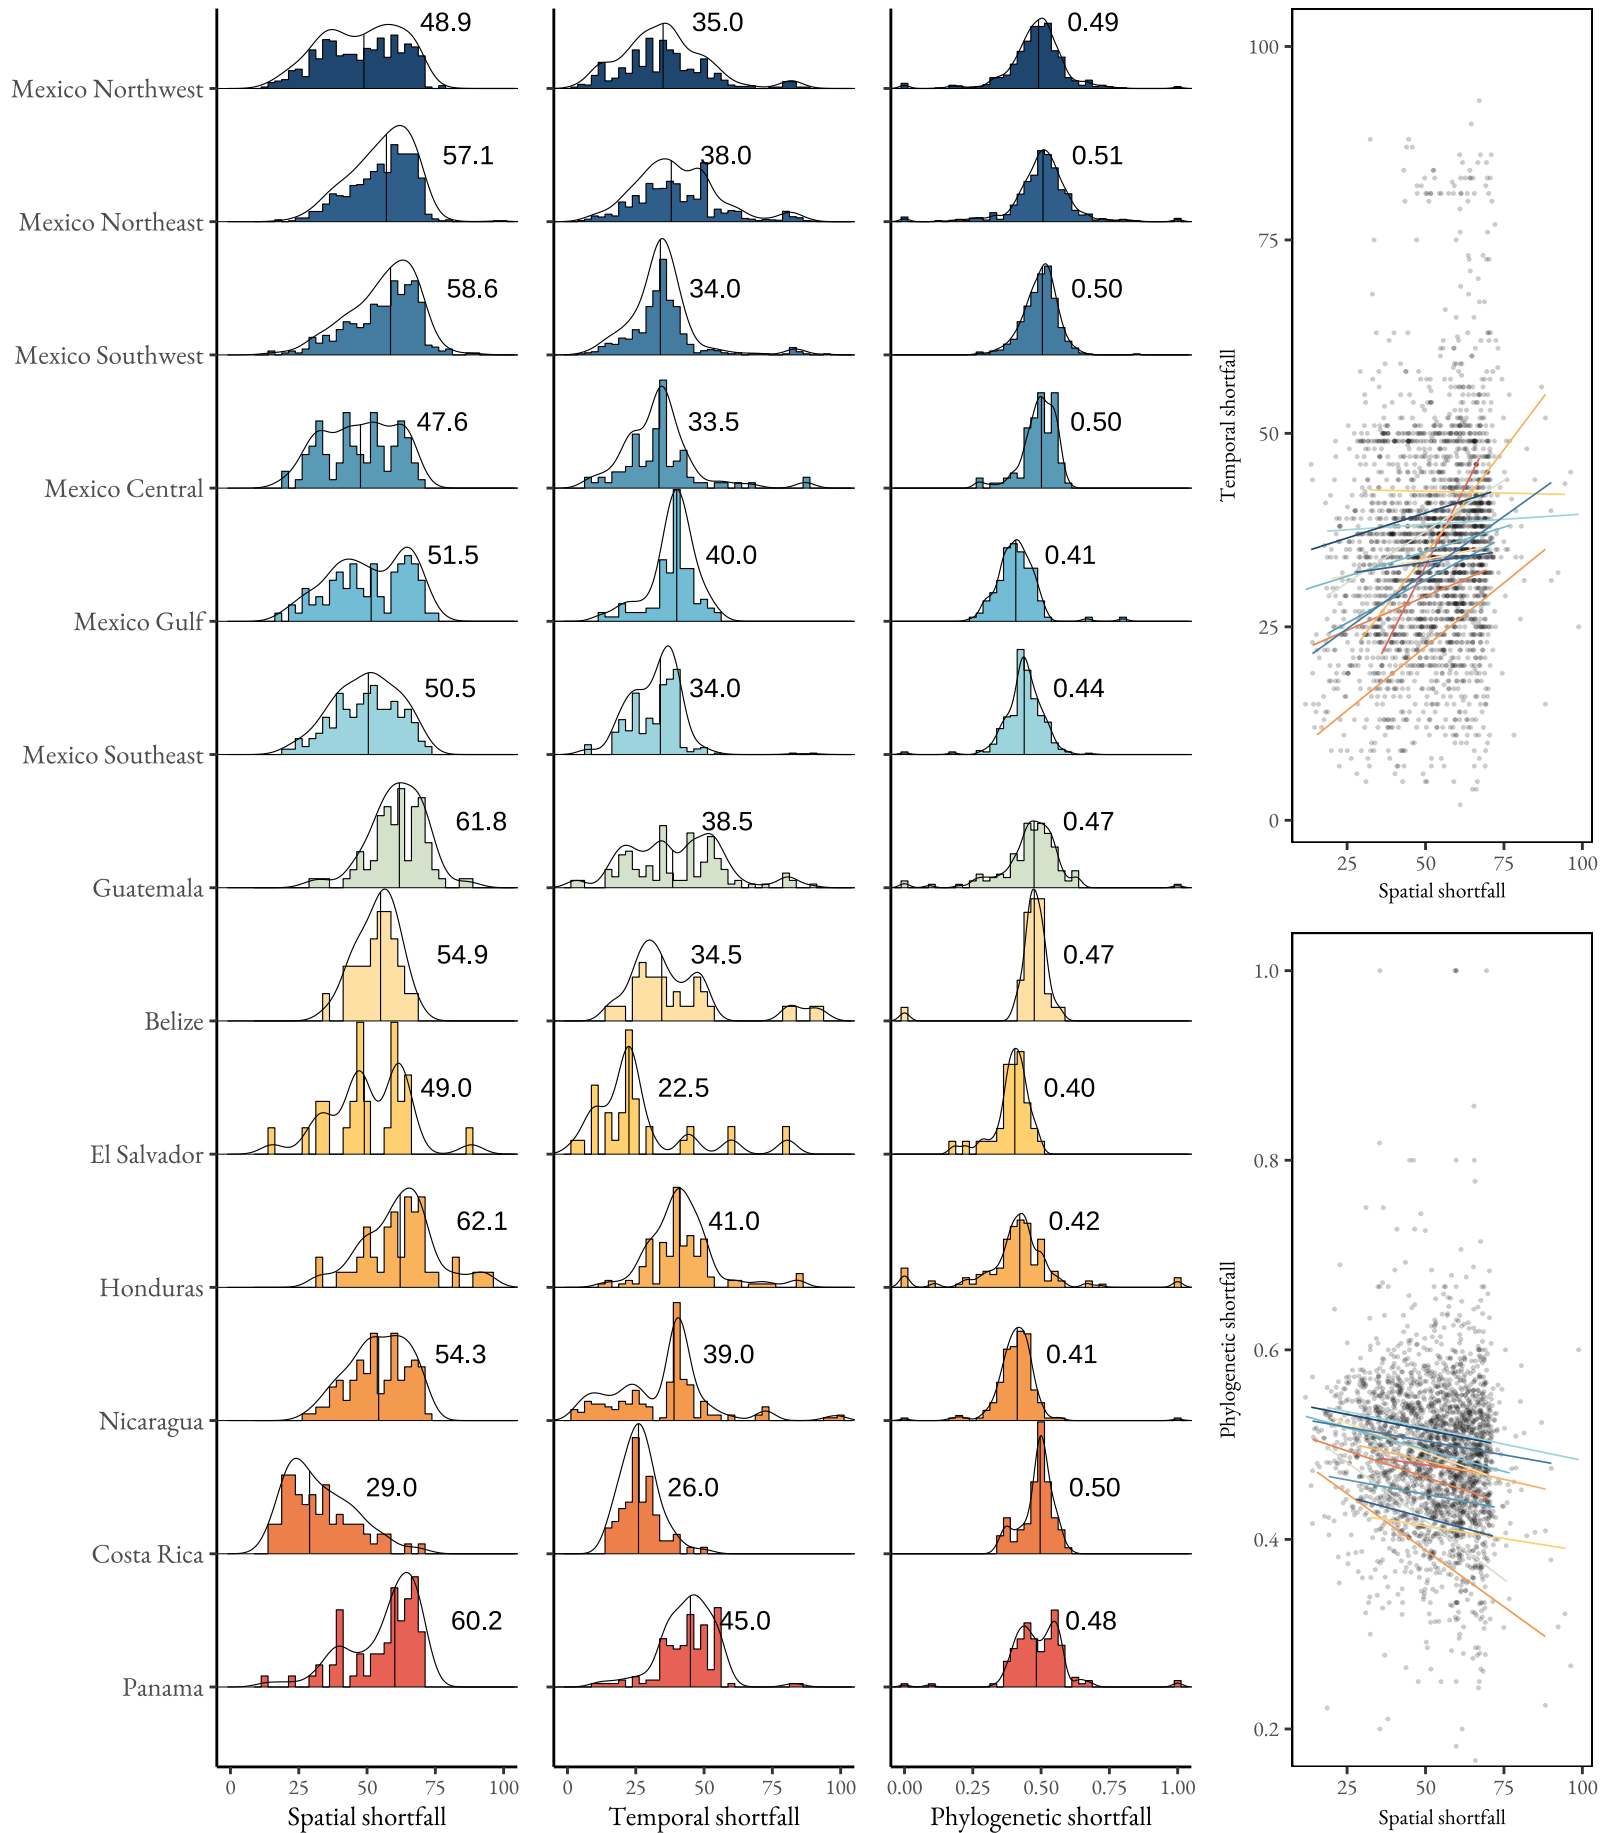 Mexico Northwest 48.9 35.0 0.49
Mexico Northeast 57.1 38.0 0.51
Mexico Southwest 58.6 34.0 0.50
Mexico Central 47.6 33.5 0.50
Mexico Gulf 51.5 40.0 0.41
Mexico Southeast 50.5 34.0 0.44
Guatemala 61.8 38.5 0.47
Belize 54.9 34.5 0.47
El Salvador 49.0 22.5 0.40
Honduras 62.1 41.0 0.42
Nicaragua 54.3 39.0 0.41
Costa Rica 29.0 26.0 0.50
Panama 60.2 45.0 0.48
0 25 50 75 100
Spatial shortfall
0 25 50 75 100
Temporal shortfall
0.00 0.25 0.50 0.75 1.00
Phylogenetic shortfall
Temporal shortfall
100
75
50
25
0
25 50 75 100
Spatial shortfall
Phylogenetic shortfall
1.0
0.8
0.6
0.4
0.2
25 50 75 100
Spatial shortfall